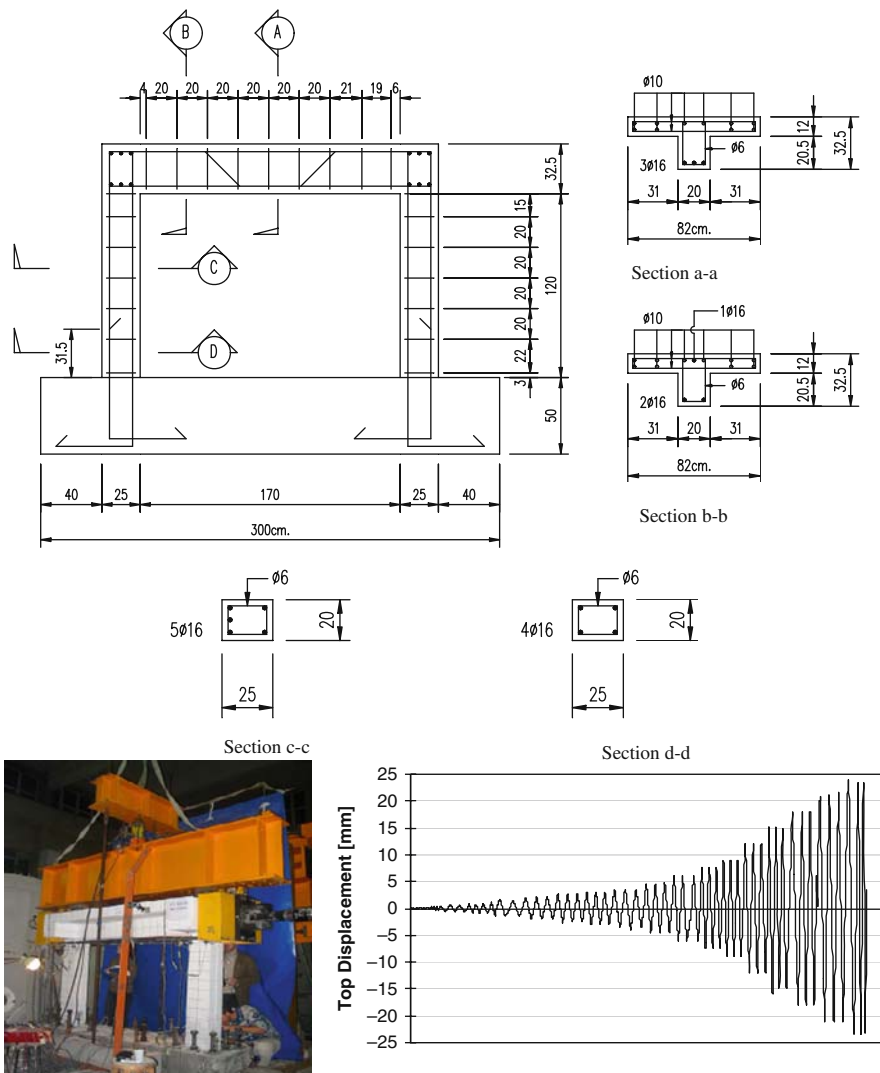 B
A
4 20 20 20 20 20 20 21 19 6
32.5
15
20
20
20
20
22
3
120
50
31.5
C
D
40 25 170 25 40
300cm.
ø10
ø6
3ø16
12
20.5
32.5
31 20 31
82cm.
Section a-a
1ø16
ø10
ø6
2ø16
12
20.5
32.5
31 20 31
82cm.
Section b-b
ø6
5ø16
20
25
Section c-c
ø6
4ø16
20
25
Section d-d
Top Displacement [mm]
25
20
15
10
5
0
−5
−10
−15
−20
−25